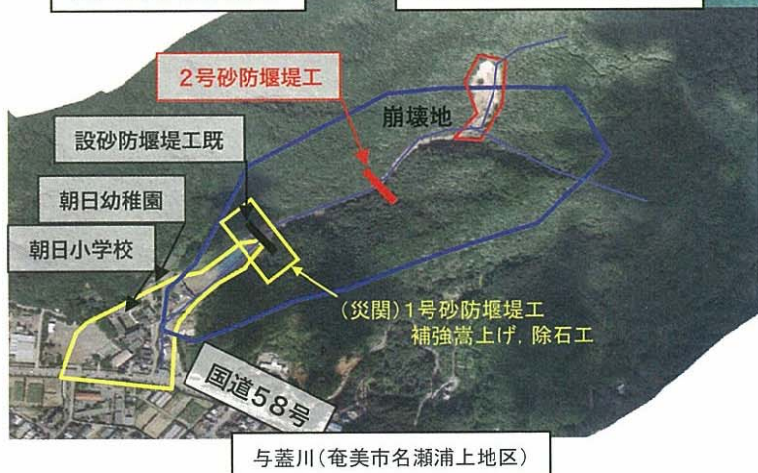 2号砂防堰堤工
崩壊地
設砂防堰堤工既
朝日幼稚園
朝日小学校
(災関)1号砂防堰堤工
補強嵩上げ,除石工
国道58号
与蓋川(奄美市名瀬浦上地区)